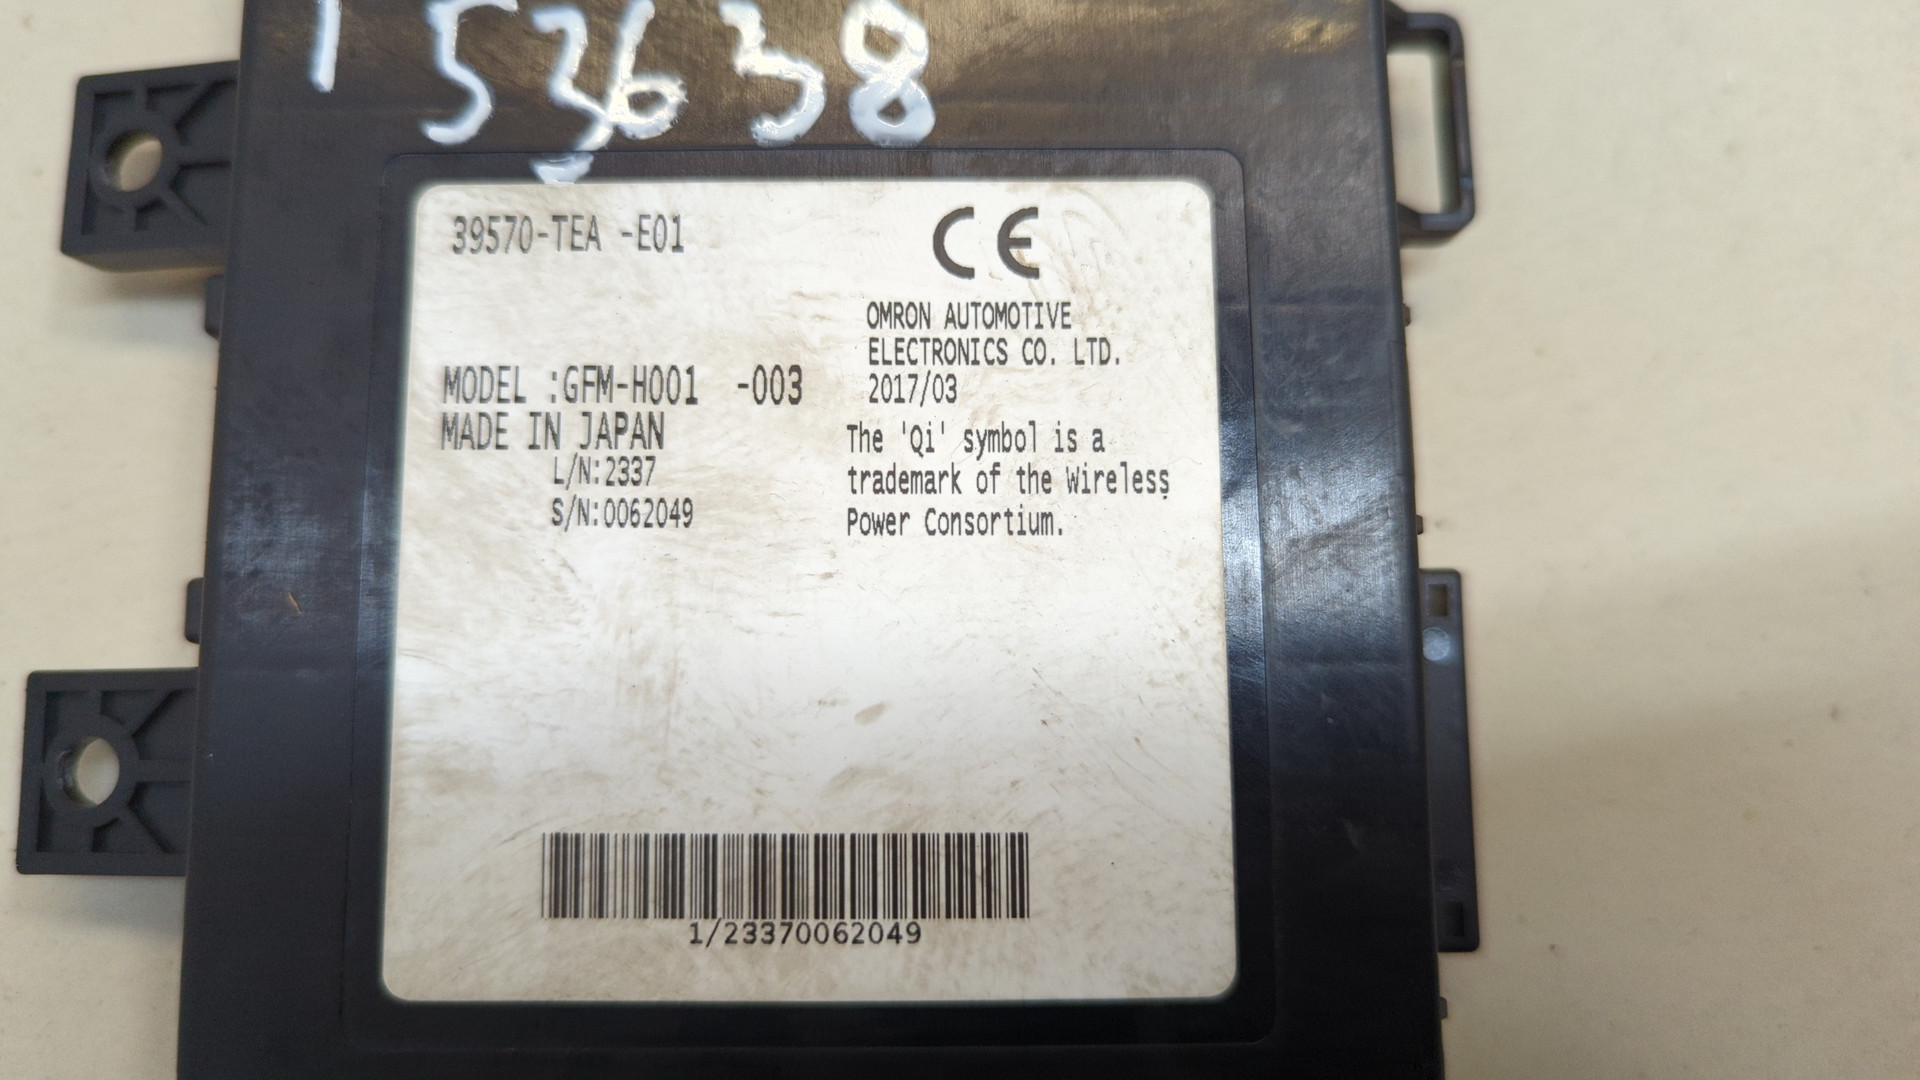 153638
39570-TEA -E01
CE
OMRON AUTOMOTIVE
ELECTRONICS CO. LTD.
2017/03
MODEL :GFM-H001 -003
MADE IN JAPAN
L/N:2337
S/N:0062049
The 'Qi' symbol is a
trademark of the Wireless
Power Consortium.
1/23370062049